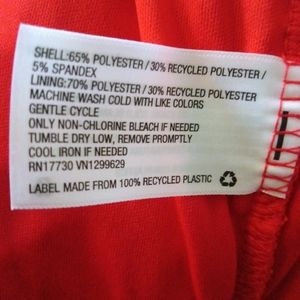 SHELL:65% POLYESTER / 30% RECYCLED POLYESTER /
5% SPANDEX
LINING:70% POLYESTER / 30% RECYCLED POLYESTER
MACHINE WASH COLD WITH LIKE COLORS
GENTLE CYCLE
ONLY NON-CHLORINE BLEACH IF NEEDED
TUMBLE DRY LOW, REMOVE PROMPTLY
COOL IRON IF NEEDED
RN17730 VN1299629
LABEL MADE FROM 100% RECYCLED PLASTIC